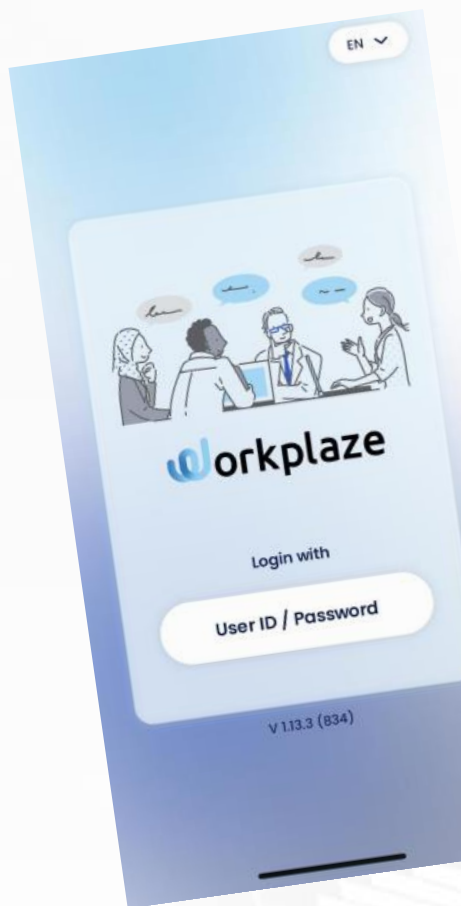 EN
Workplaze
Login with
User ID / Password
V 1.13.3 (834)